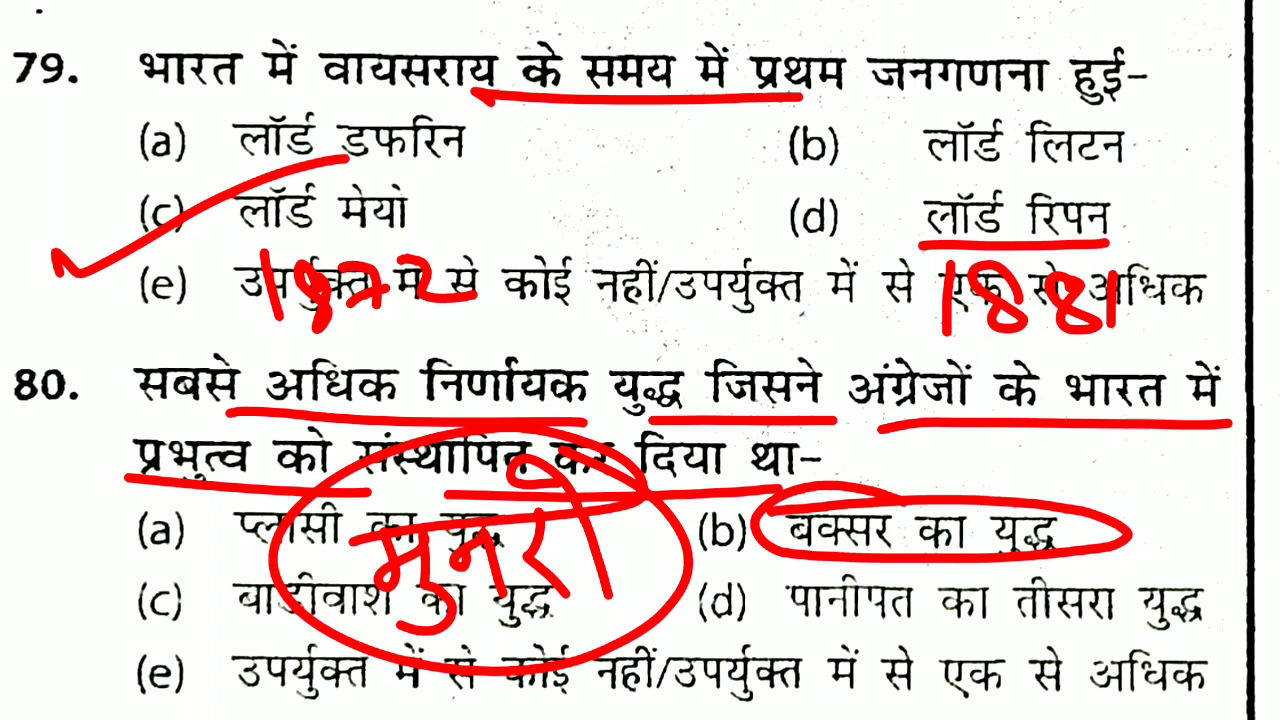 79. भारत में वायसराय के समय में प्रथम जनगणना हुई-
(a) लॉर्ड डफरिन (b) लॉर्ड लिटन
(c) लॉर्ड मेयो (d) लॉर्ड रिपन
(e) उपर्युक्त में से कोई नहीं/उपर्युक्त में से एक से अधिक
1872 1881
80. सबसे अधिक निर्णायक युद्ध जिसने अंग्रेजों के भारत में
प्रभुत्व को संस्थापित कर दिया था-
(a) प्लासी का युद्ध (b) बक्सर का युद्ध
मुनरो
(c) बाडीवाश का युद्ध (d) पानीपत का तीसरा युद्ध
(e) उपर्युक्त में से कोई नहीं/उपर्युक्त में से एक से अधिक